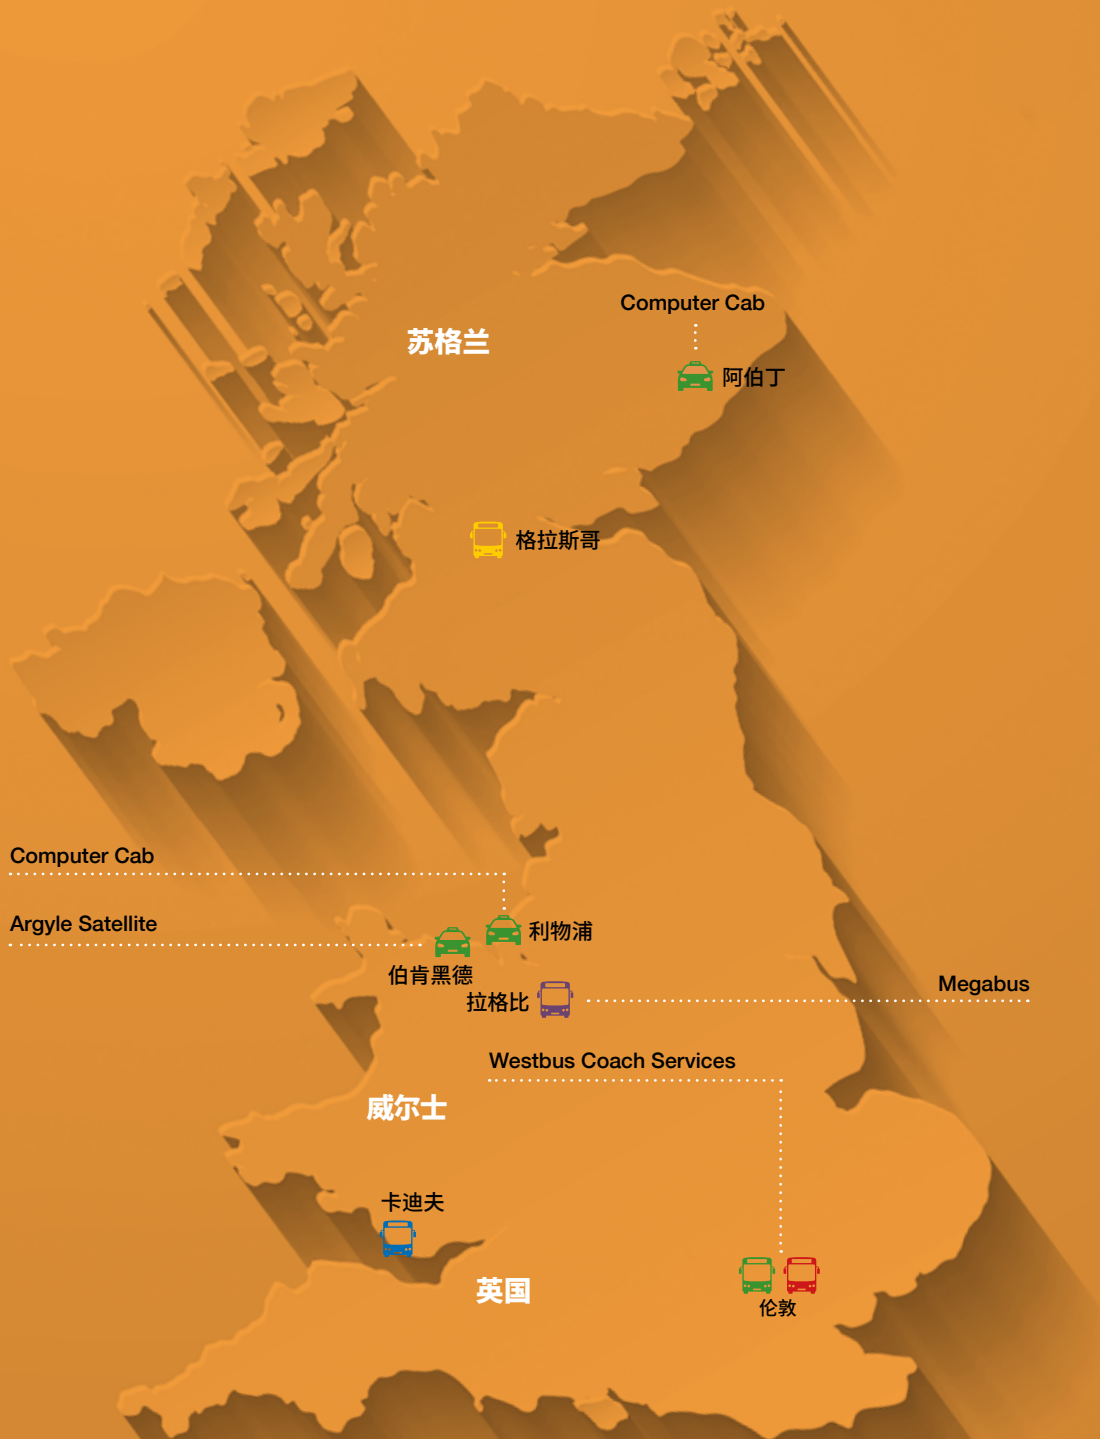 Computer Cab
苏格兰
阿伯丁
格拉斯哥
Computer Cab
Argyle Satellite
利物浦
伯肯黑德
拉格比
Megabus
Westbus Coach Services
威尔士
卡迪夫
英国
伦敦